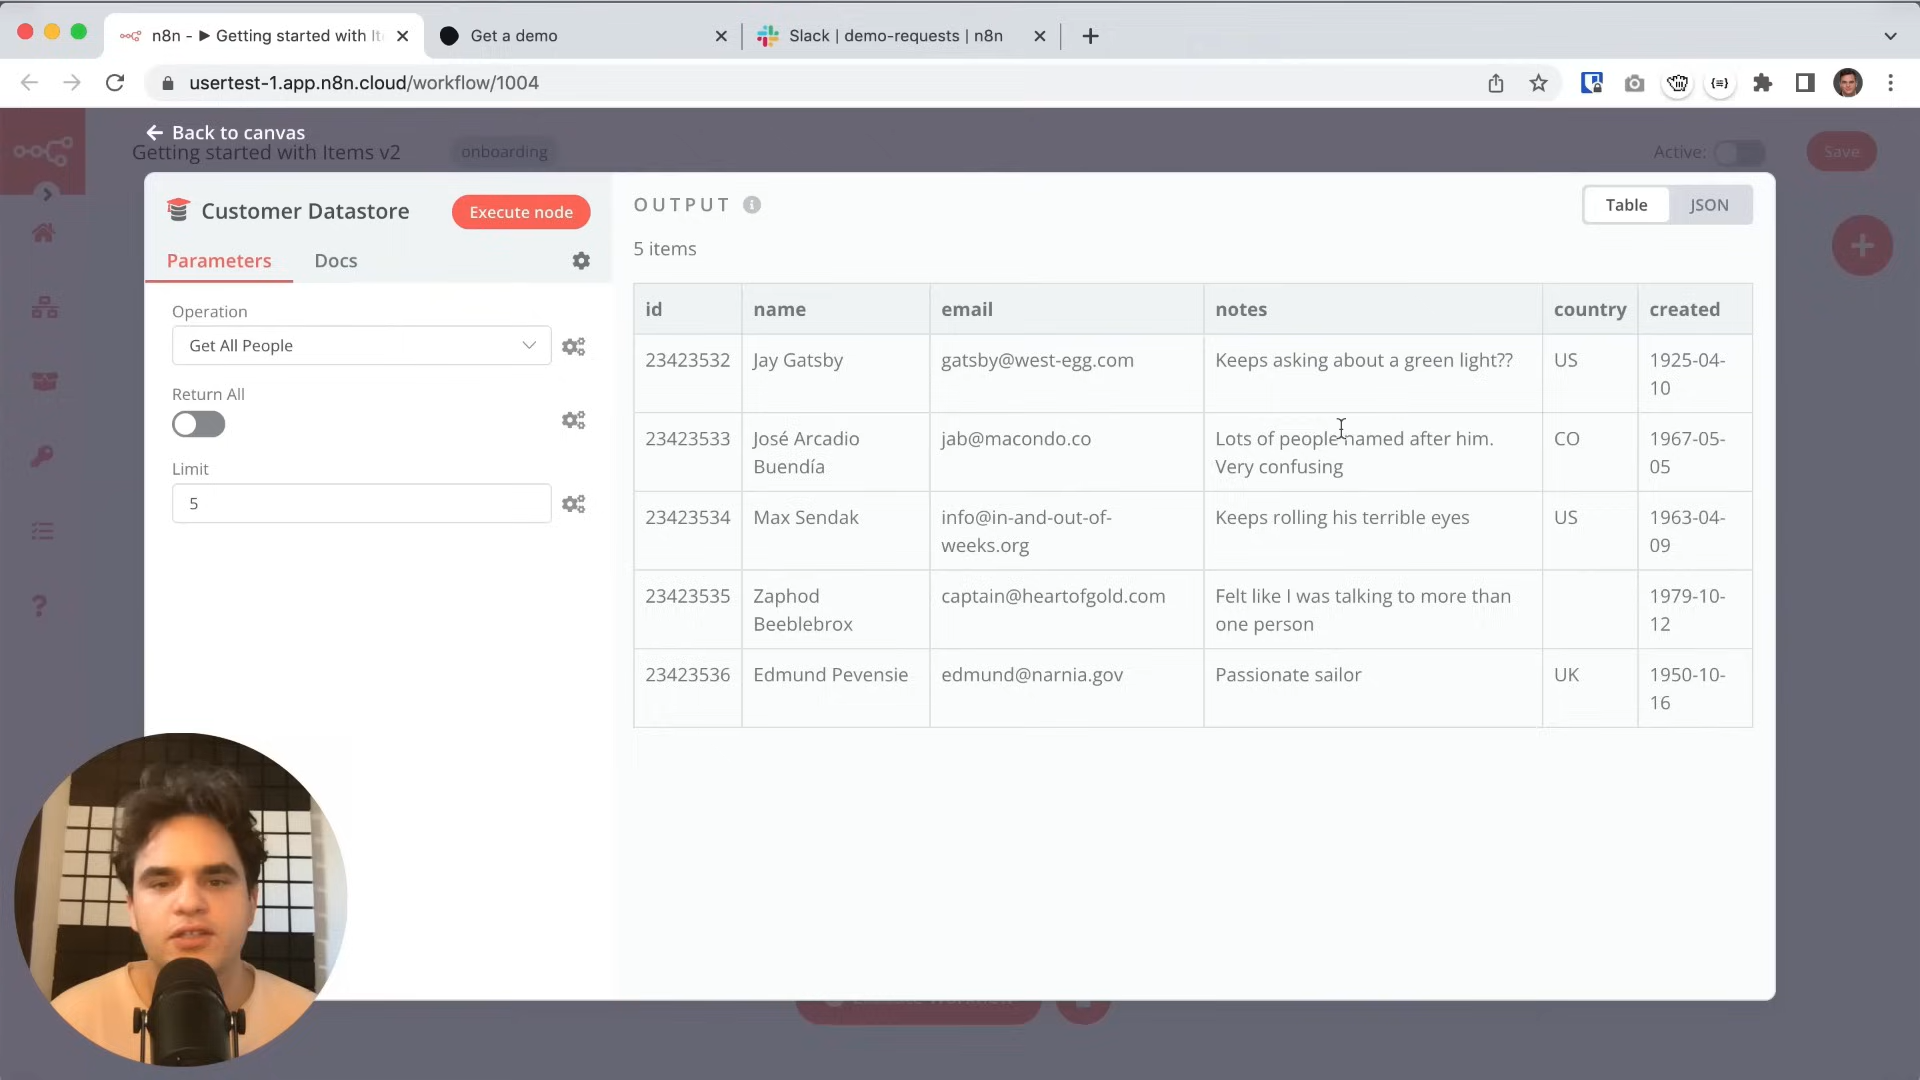 n8n - ▶ Getting started with It
Get a demo
Slack | demo-requests | n8n
usertest-1.app.n8n.cloud/workflow/1004
Back to canvas
Getting started with Items v2
onboarding
Active:
Save
Customer Datastore
Execute node
Parameters
Docs
Operation
Get All People
Return All
Limit
5
OUTPUT
Table
JSON
5 items
id name email notes country created
23423532 Jay Gatsby gatsby@west-egg.com Keeps asking about a green light?? US 1925-04-
10
23423533 José Arcadio jab@macondo.co Lots of people named after him. CO 1967-05-
Buendía Very confusing 05
23423534 Max Sendak info@in-and-out-of- Keeps rolling his terrible eyes US 1963-04-
weeks.org 09
23423535 Zaphod captain@heartofgold.com Felt like I was talking to more than 1979-10-
Beeblebrox one person 12
23423536 Edmund Pevensie edmund@narnia.gov Passionate sailor UK 1950-10-
16